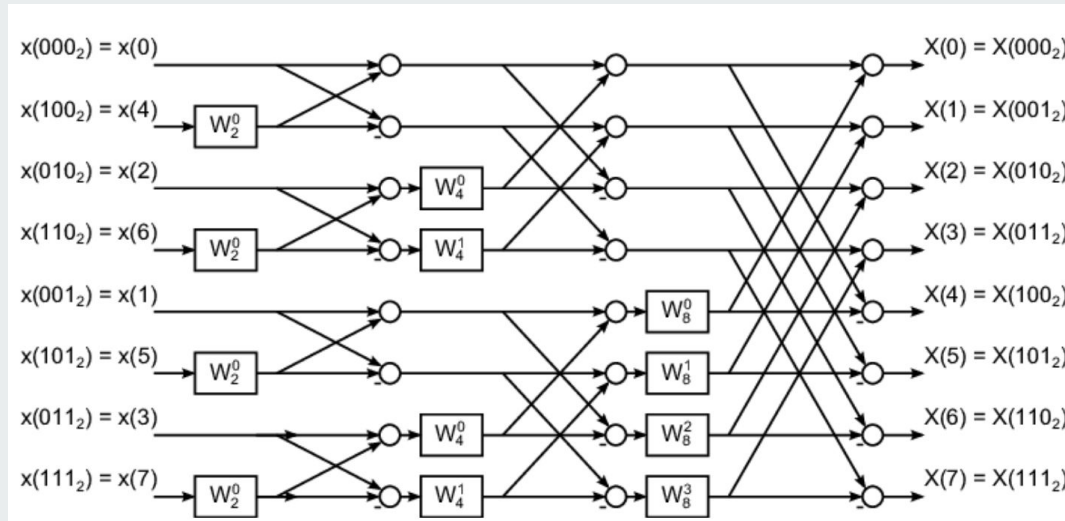 x(000₂) = x(0) X(0) = X(000₂)
x(100₂) = x(4) W₂⁰ X(1) = X(001₂)
x(010₂) = x(2) W₄⁰ X(2) = X(010₂)
x(110₂) = x(6) W₂⁰ W₄¹ X(3) = X(011₂)
x(001₂) = x(1) W₈⁰ X(4) = X(100₂)
x(101₂) = x(5) W₂⁰ W₈¹ X(5) = X(101₂)
x(011₂) = x(3) W₄⁰ W₈² X(6) = X(110₂)
x(111₂) = x(7) W₂⁰ W₄¹ W₈³ X(7) = X(111₂)